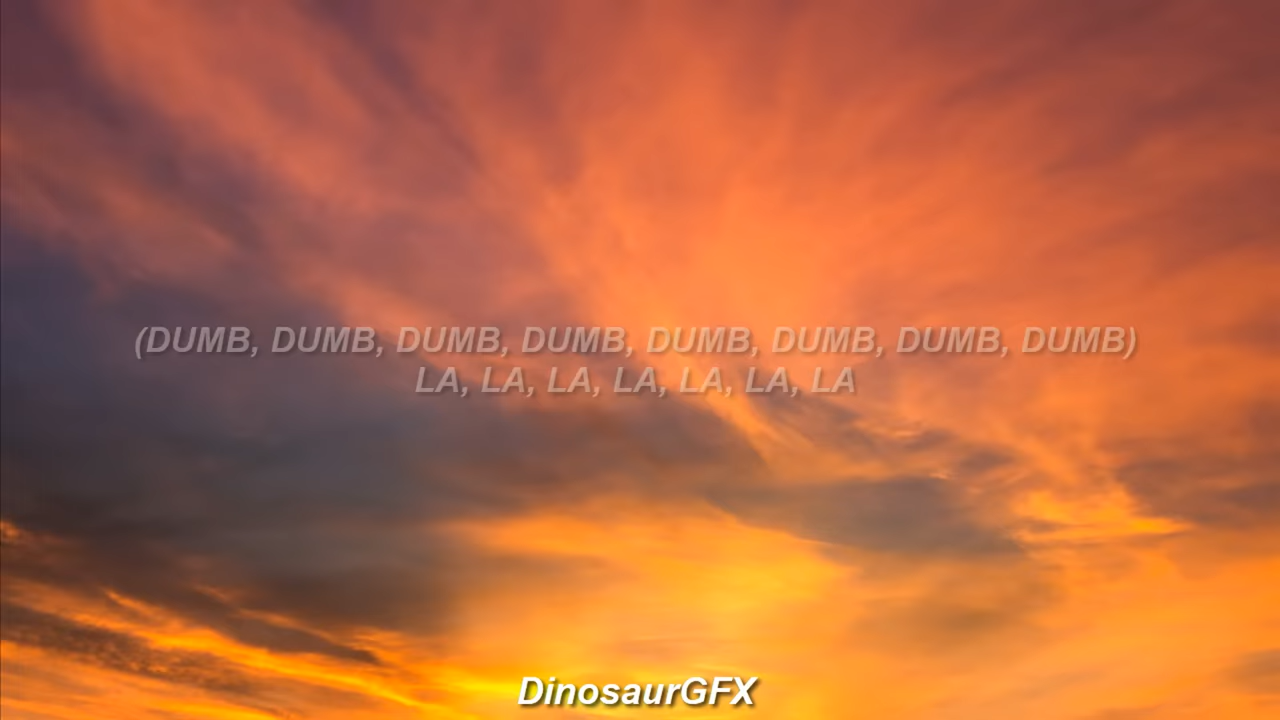 (DUMB, DUMB, DUMB, DUMB, DUMB, DUMB, DUMB, DUMB)
LA, LA, LA, LA, LA, LA, LA
DinosaurGFX